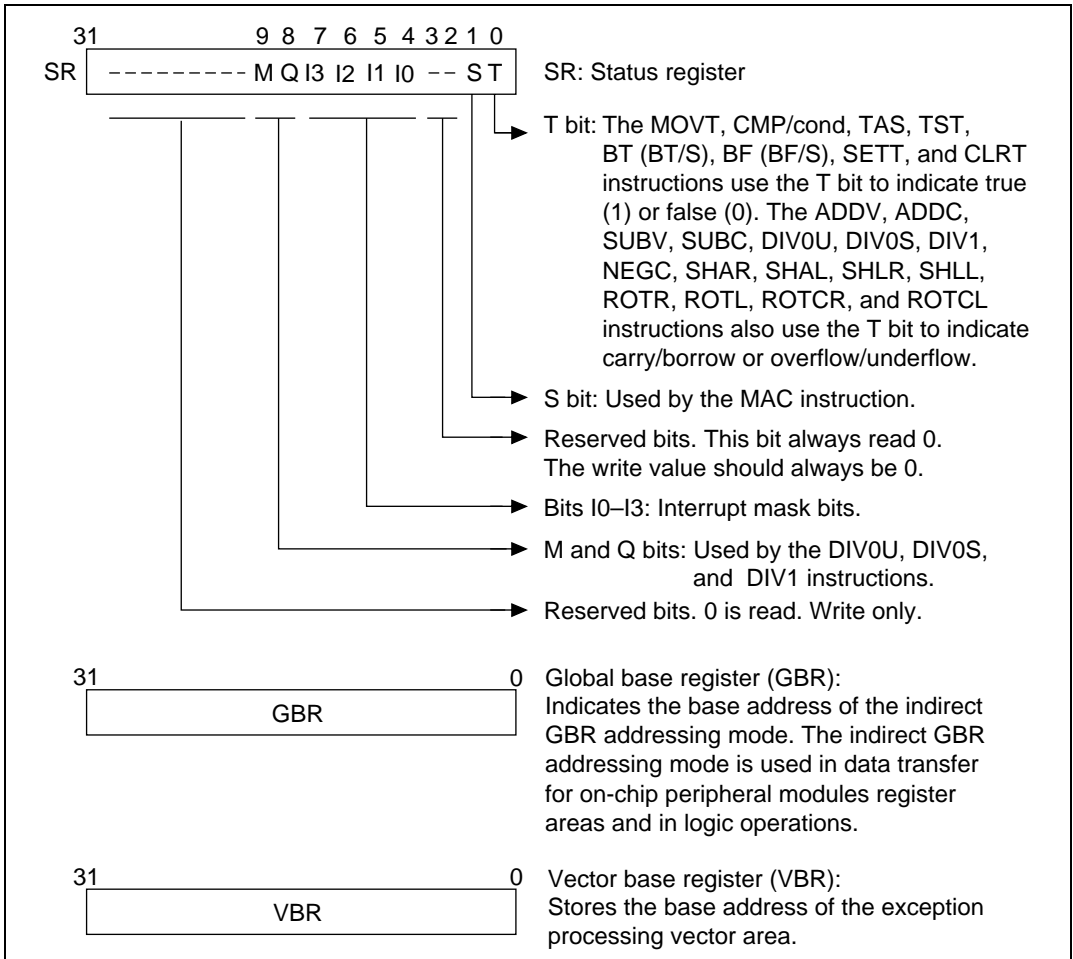 31 9 8 7 6 5 4 3 2 1 0
SR ---------- M Q I3 I2 I1 I0 -- S T SR: Status register
T bit: The MOVT, CMP/cond, TAS, TST,
BT (BT/S), BF (BF/S), SETT, and CLRT
instructions use the T bit to indicate true
(1) or false (0). The ADDV, ADDC,
SUBV, SUBC, DIV0U, DIV0S, DIV1,
NEGC, SHAR, SHAL, SHLR, SHLL,
ROTR, ROTL, ROTCR, and ROTCL
instructions also use the T bit to indicate
carry/borrow or overflow/underflow.
S bit: Used by the MAC instruction.
Reserved bits. This bit always read 0.
The write value should always be 0.
Bits I0–I3: Interrupt mask bits.
M and Q bits: Used by the DIV0U, DIV0S,
and DIV1 instructions.
Reserved bits. 0 is read. Write only.
31 0 Global base register (GBR):
GBR Indicates the base address of the indirect
GBR addressing mode. The indirect GBR
addressing mode is used in data transfer
for on-chip peripheral modules register
areas and in logic operations.
31 0 Vector base register (VBR):
VBR Stores the base address of the exception
processing vector area.